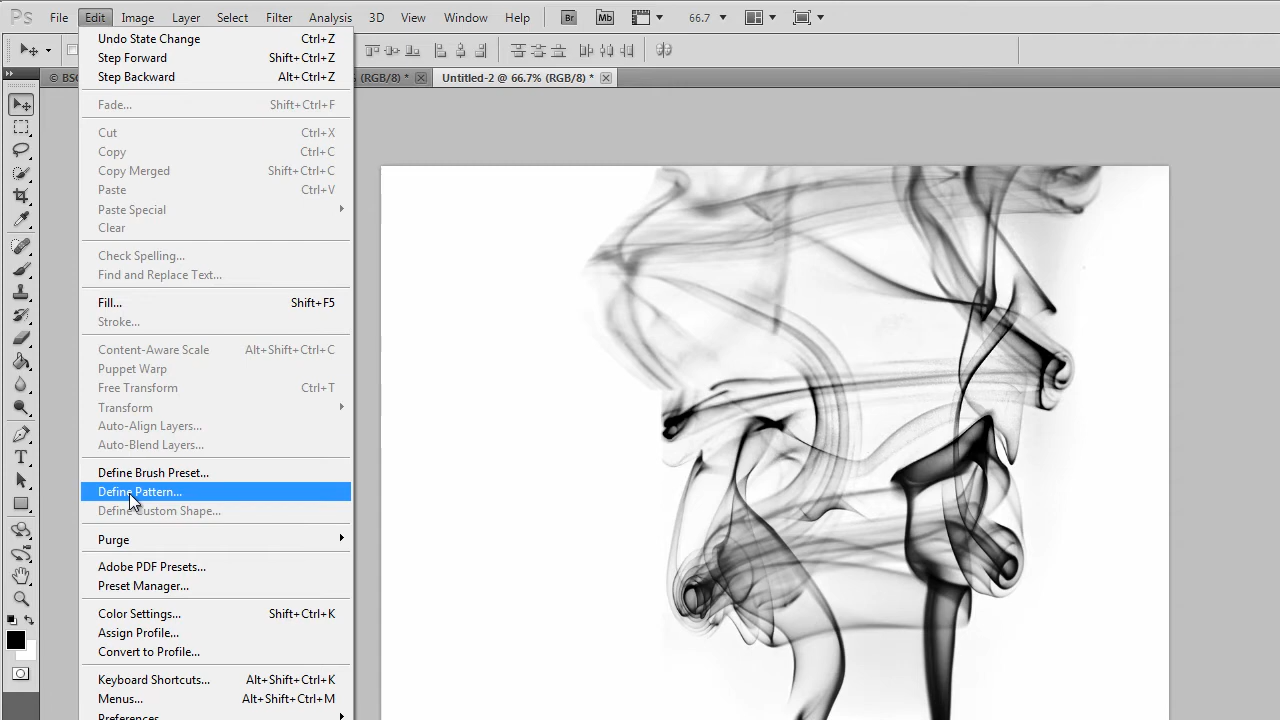 Ps File Edit Image Layer Select Filter Analysis 3D View Window Help Br Mb 66.7
© BS (RGB/8) * Untitled-2 @ 66.7% (RGB/8) *
Undo State Change Ctrl+Z
Step Forward Shift+Ctrl+Z
Step Backward Alt+Ctrl+Z
Fade... Shift+Ctrl+F
Cut Ctrl+X
Copy Ctrl+C
Copy Merged Shift+Ctrl+C
Paste Ctrl+V
Paste Special
Clear
Check Spelling...
Find and Replace Text...
Fill... Shift+F5
Stroke...
Content-Aware Scale Alt+Shift+Ctrl+C
Puppet Warp
Free Transform Ctrl+T
Transform
Auto-Align Layers...
Auto-Blend Layers...
Define Brush Preset...
Define Pattern...
Define Custom Shape...
Purge
Adobe PDF Presets...
Preset Manager...
Color Settings... Shift+Ctrl+K
Assign Profile...
Convert to Profile...
Keyboard Shortcuts... Alt+Shift+Ctrl+K
Menus... Alt+Shift+Ctrl+M
Preferences